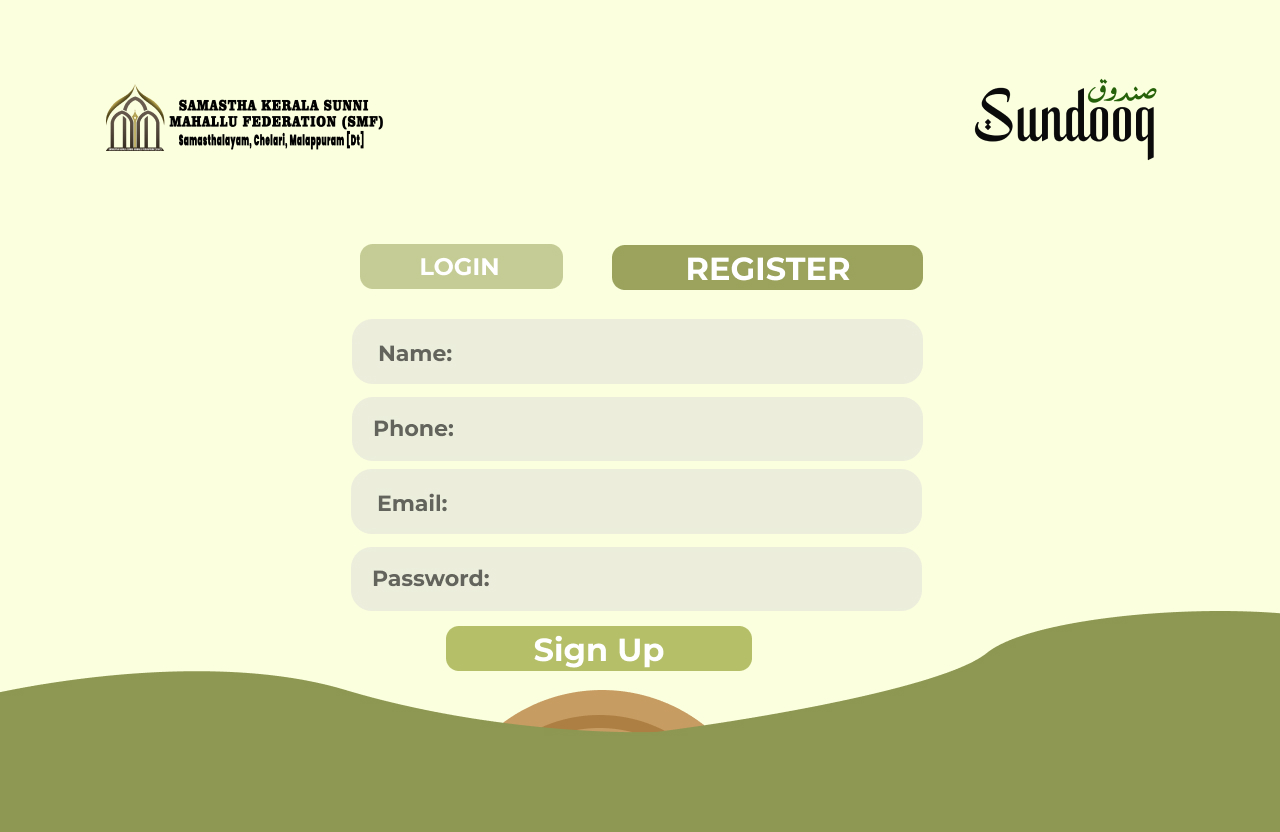 SAMASTHA KERALA SUNNI
MAHALLU FEDERATION (SMF)
Samasthalayam, Chelari, Malappuram [Dt]
صندوق
Sundooq
LOGIN
REGISTER
Name:
Phone:
Email:
Password:
Sign Up